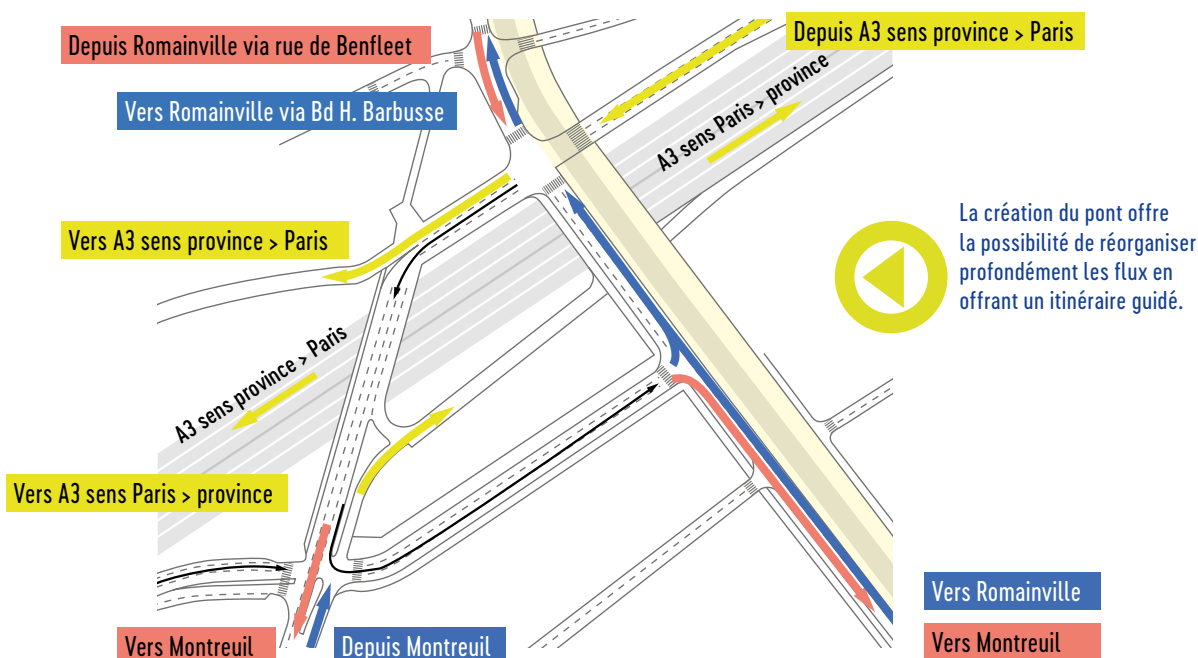 Depuis Romainville via rue de Benfleet
Depuis A3 sens province > Paris
Vers Romainville via Bd H. Barbusse
A3 sens Paris > province
Vers A3 sens province > Paris
La création du pont offre
la possibilité de réorganiser
profondément les flux en
offrant un itinéraire guidé.
A3 sens province > Paris
Vers A3 sens Paris > province
Vers Romainville
Vers Montreuil
Depuis Montreuil
Vers Montreuil